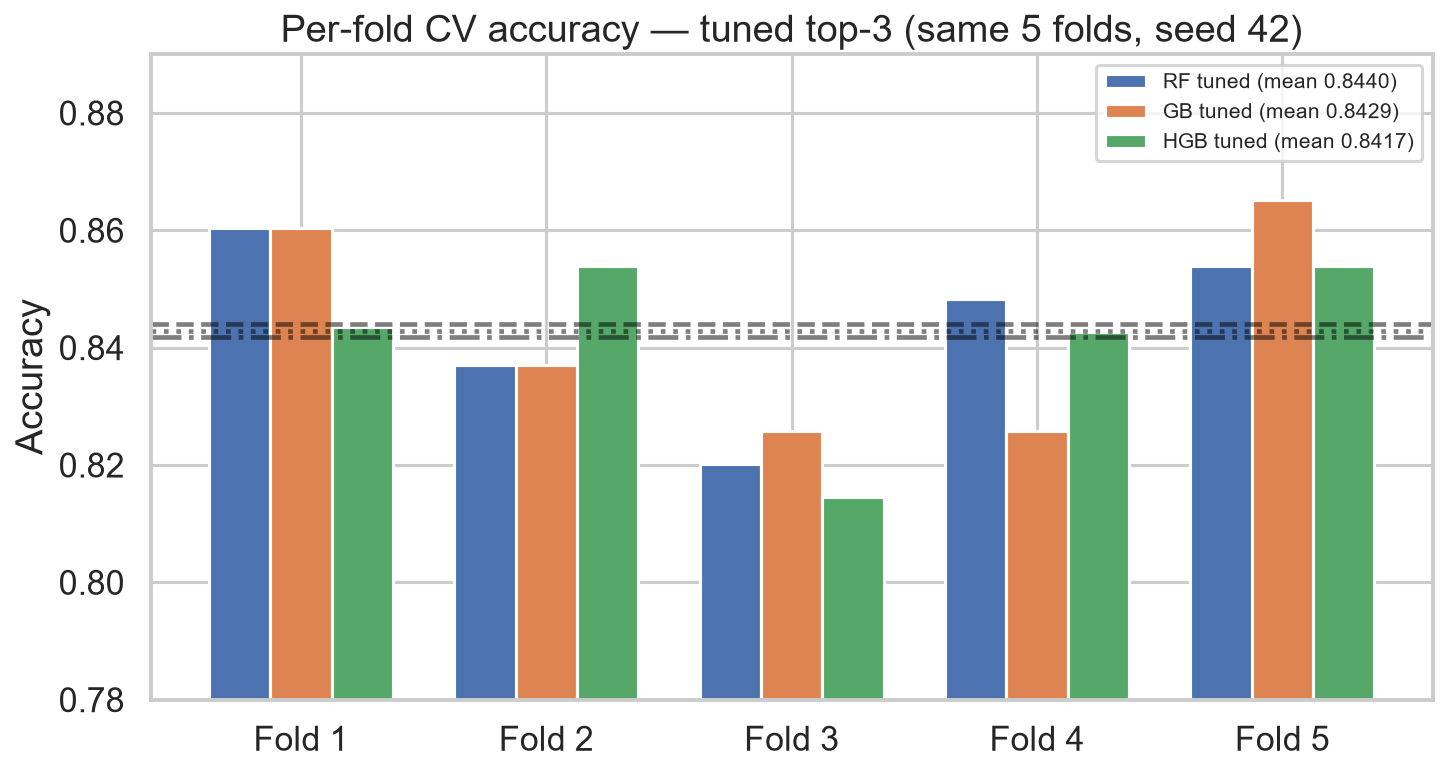 Per-fold CV accuracy — tuned top-3 (same 5 folds, seed 42)
RF tuned (mean 0.8440)
GB tuned (mean 0.8429)
HGB tuned (mean 0.8417)
Accuracy
0.88
0.86
0.84
0.82
0.80
0.78
Fold 1
Fold 2
Fold 3
Fold 4
Fold 5